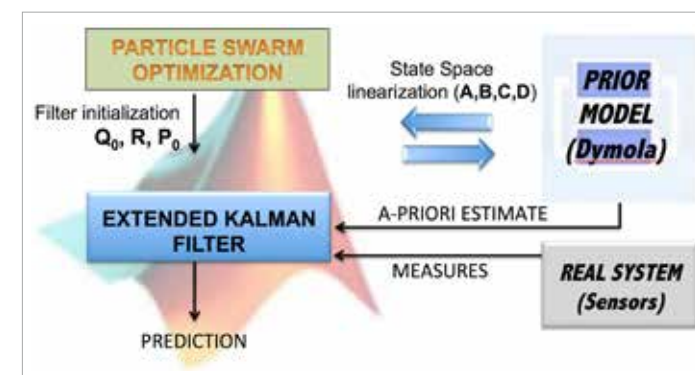 PARTICLE SWARM
OPTIMIZATION
Filter initialization
Q₀, R, P₀
State Space
linearization (A,B,C,D)
PRIOR
MODEL
(Dymola)
EXTENDED KALMAN
FILTER
A-PRIORI ESTIMATE
MEASURES
REAL SYSTEM
(Sensors)
PREDICTION